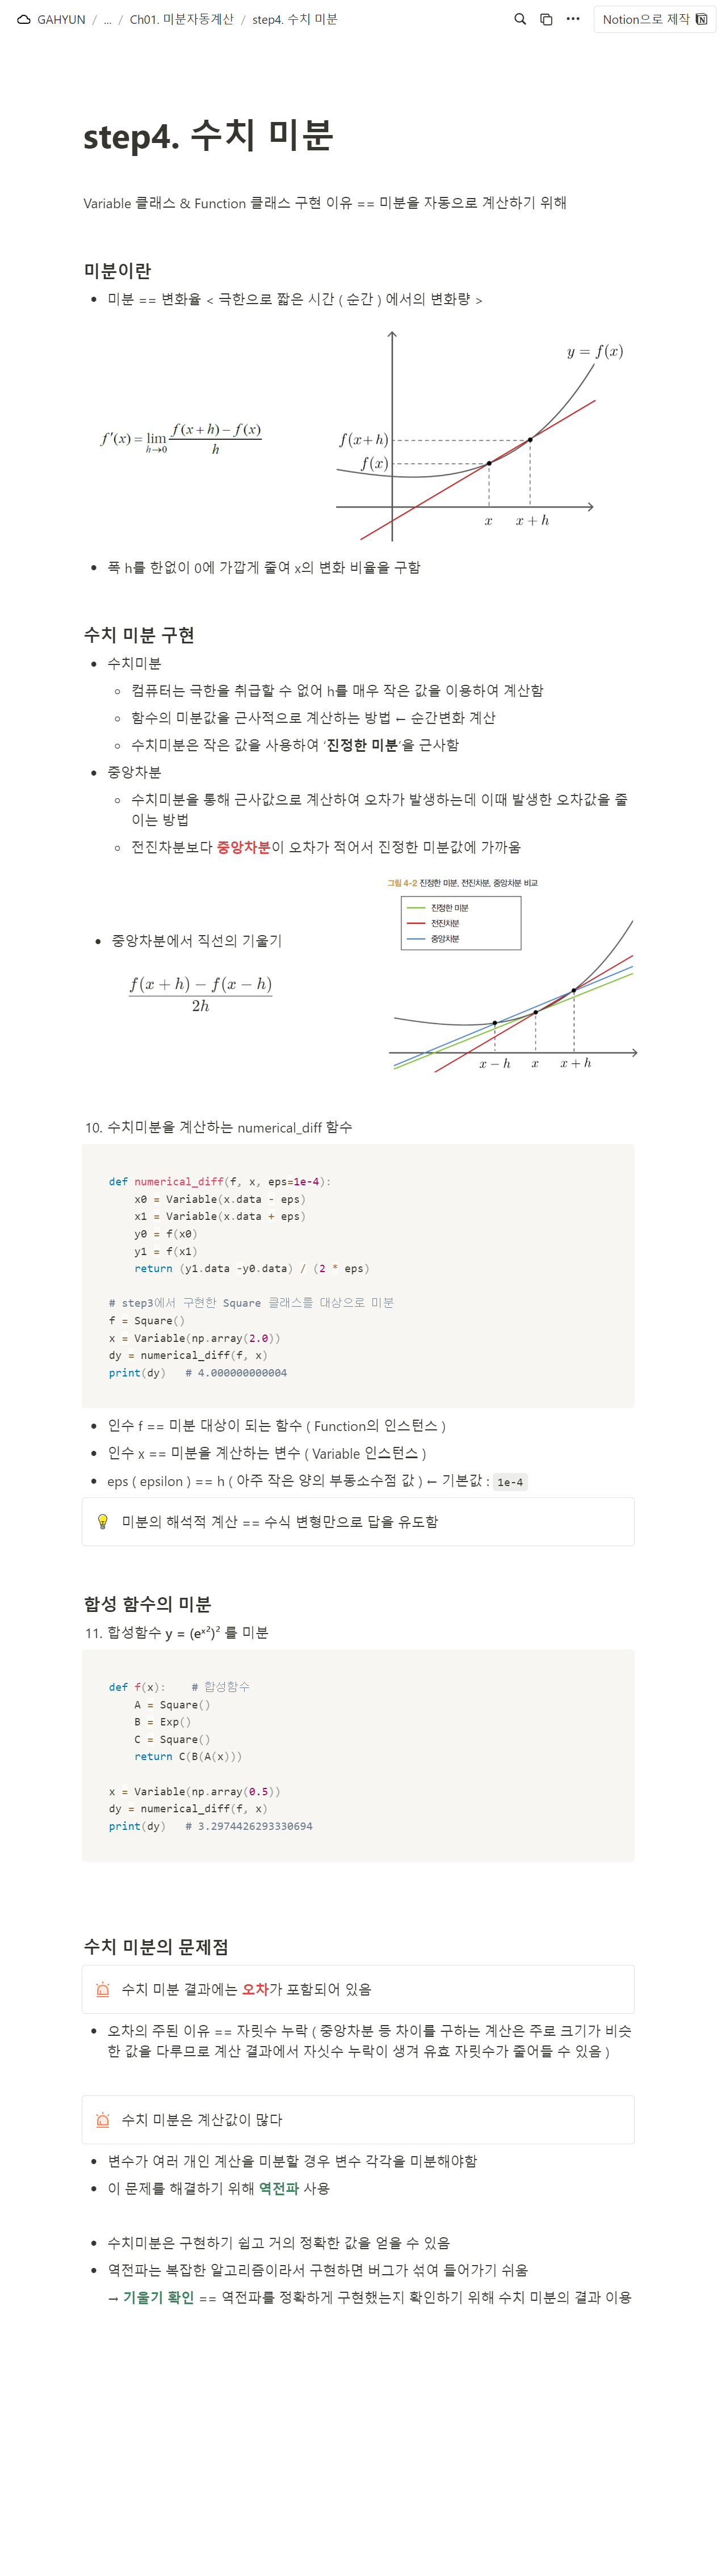 GAHYUN / ... / Ch01. 미분자동계산 / step4. 수치 미분
Notion으로 제작
step4. 수치 미분
Variable 클래스 & Function 클래스 구현 이유 == 미분을 자동으로 계산하기 위해
미분이란
• 미분 == 변화율 < 극한으로 짧은 시간 ( 순간 ) 에서의 변화량 >
f′(x) = lim h→0 f(x + h) − f(x) / h
y = f(x)
f(x+h)
f(x)
x x + h
• 폭 h를 한없이 0에 가깝게 줄여 x의 변화 비율을 구함
수치 미분 구현
• 수치미분
◦ 컴퓨터는 극한을 취급할 수 없어 h를 매우 작은 값을 이용하여 계산함
◦ 함수의 미분값을 근사적으로 계산하는 방법 ← 순간변화 계산
◦ 수치미분은 작은 값을 사용하여 ‘진정한 미분’을 근사함
• 중앙차분
◦ 수치미분을 통해 근사값으로 계산하여 오차가 발생하는데 이때 발생한 오차값을 줄
이는 방법
◦ 전진차분보다 중앙차분이 오차가 적어서 진정한 미분값에 가까움
• 중앙차분에서 직선의 기울기
f(x + h) − f(x − h)
2h
그림 4-2 진정한 미분, 전진차분, 중앙차분 비교
진정한 미분
전진차분
중앙차분
x − h x x + h
10. 수치미분을 계산하는 numerical_diff 함수
def numerical_diff(f, x, eps=1e-4):
    x0 = Variable(x.data - eps)
    x1 = Variable(x.data + eps)
    y0 = f(x0)
    y1 = f(x1)
    return (y1.data -y0.data) / (2 * eps)
# step3에서 구현한 Square 클래스를 대상으로 미분
f = Square()
x = Variable(np.array(2.0))
dy = numerical_diff(f, x)
print(dy)   # 4.000000000004
• 인수 f == 미분 대상이 되는 함수 ( Function의 인스턴스 )
• 인수 x == 미분을 계산하는 변수 ( Variable 인스턴스 )
• eps ( epsilon ) == h ( 아주 작은 양의 부동소수점 값 ) ← 기본값 : 1e-4
💡 미분의 해석적 계산 == 수식 변형만으로 답을 유도함
합성 함수의 미분
11. 합성함수 y = (eˣ²)² 를 미분
def f(x):    # 합성함수
    A = Square()
    B = Exp()
    C = Square()
    return C(B(A(x)))
x = Variable(np.array(0.5))
dy = numerical_diff(f, x)
print(dy)   # 3.2974426293330694
수치 미분의 문제점
수치 미분 결과에는 오차가 포함되어 있음
• 오차의 주된 이유 == 자릿수 누락 ( 중앙차분 등 차이를 구하는 계산은 주로 크기가 비슷
한 값을 다루므로 계산 결과에서 자싯수 누락이 생겨 유효 자릿수가 줄어들 수 있음 )
수치 미분은 계산값이 많다
• 변수가 여러 개인 계산을 미분할 경우 변수 각각을 미분해야함
• 이 문제를 해결하기 위해 역전파 사용
• 수치미분은 구현하기 쉽고 거의 정확한 값을 얻을 수 있음
• 역전파는 복잡한 알고리즘이라서 구현하면 버그가 섞여 들어가기 쉬움
→ 기울기 확인 == 역전파를 정확하게 구현했는지 확인하기 위해 수치 미분의 결과 이용